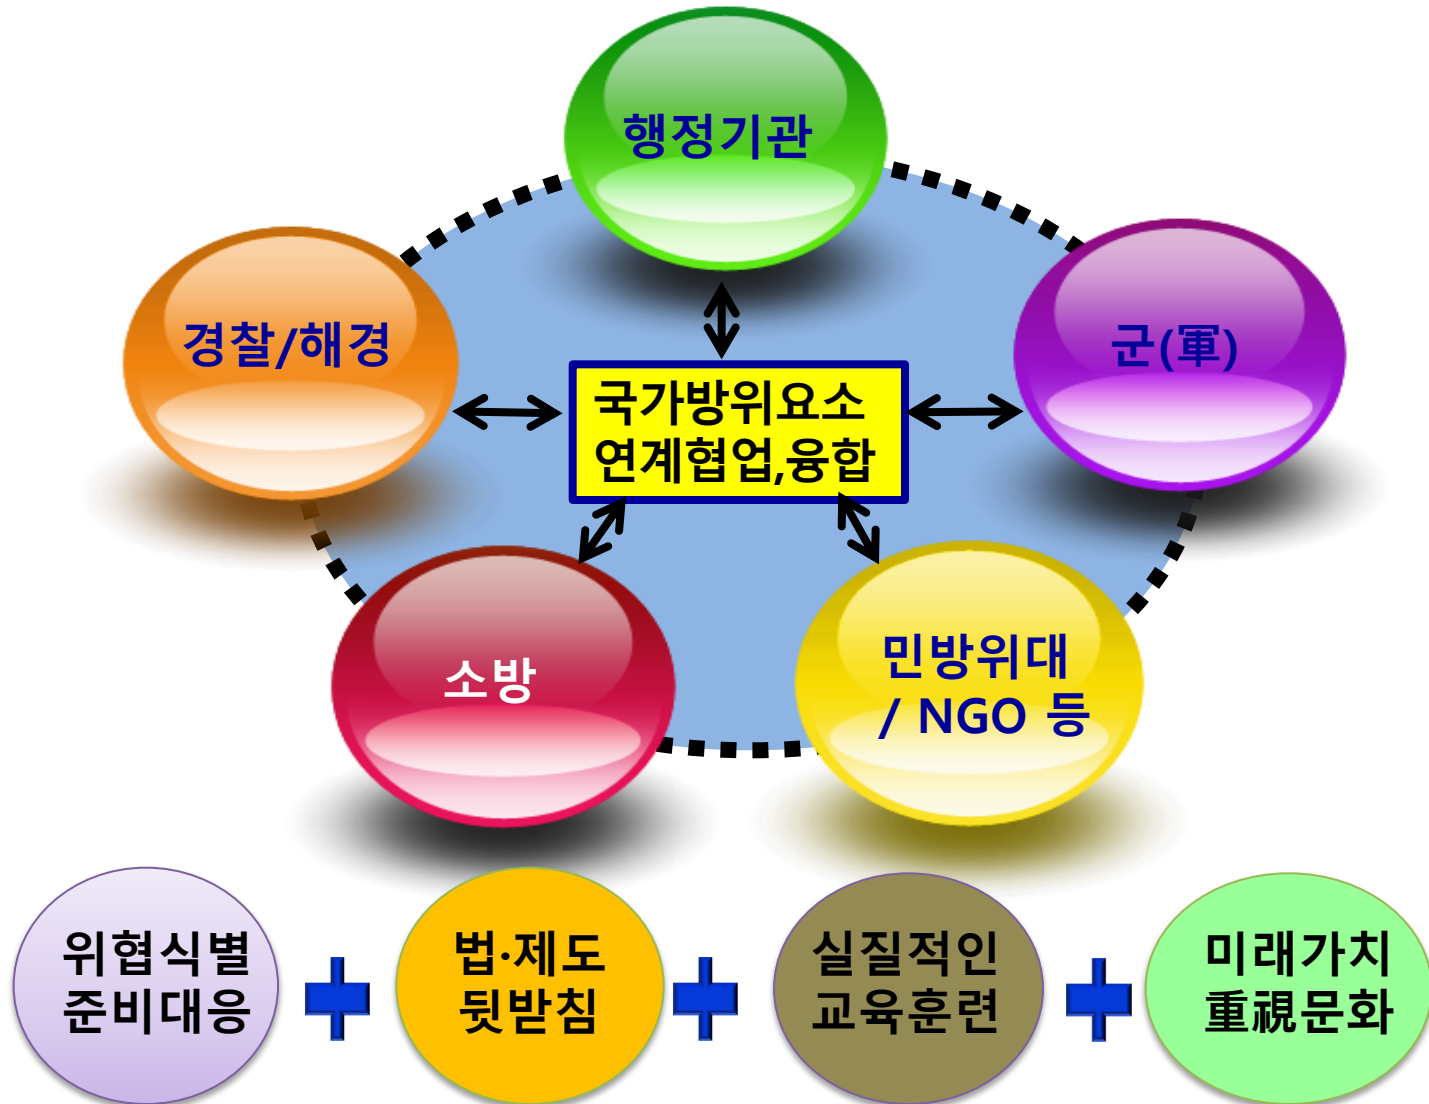 행정기관
경찰/해경
군(軍)
국가방위요소
연계협업,융합
소방
민방위대
/ NGO 등
위협식별
준비대응
법·제도
뒷받침
실질적인
교육훈련
미래가치
重視문화